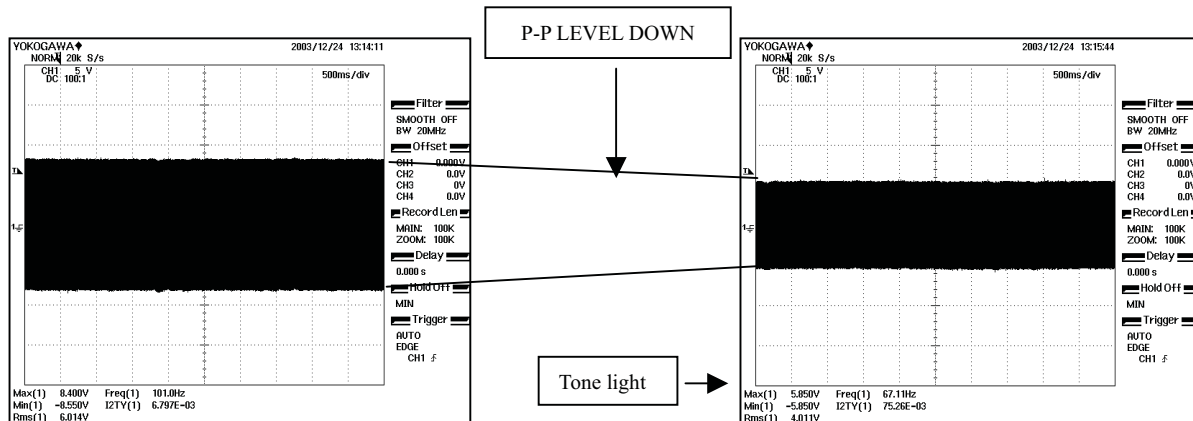 P-P LEVEL DOWN
YOKOGAWA♦ 2003/12/24 13:14:11
NORM 20k S/s
CH1 5 V 500ms/div
DC 100:1
Filter
SMOOTH OFF
BW 20MHz
Offset
CH1 0.000V
CH2 0.0V
CH3 0V
CH4 0.0V
Record Len
MAIN: 100K
ZOOM: 100K
Delay
0.000 s
Hold Off
MIN
Trigger
AUTO
EDGE
CH1 ⨍
T
1
Max(1) 8.400V Freq(1) 101.0Hz
Min(1) -8.550V I2TY(1) 6.797E-03
Rms(1) 6.014V
YOKOGAWA♦ 2003/12/24 13:15:44
NORM 20k S/s
CH1 5 V 500ms/div
DC 100:1
Filter
SMOOTH OFF
BW 20MHz
Offset
CH1 0.000V
CH2 0.0V
CH3 0V
CH4 0.0V
Record Len
MAIN: 100K
ZOOM: 100K
Delay
0.000 s
Hold Off
MIN
Trigger
AUTO
EDGE
CH1 ⨍
T
1
Tone light
Max(1) 5.850V Freq(1) 67.11Hz
Min(1) -5.850V I2TY(1) 75.26E-03
Rms(1) 4.011V